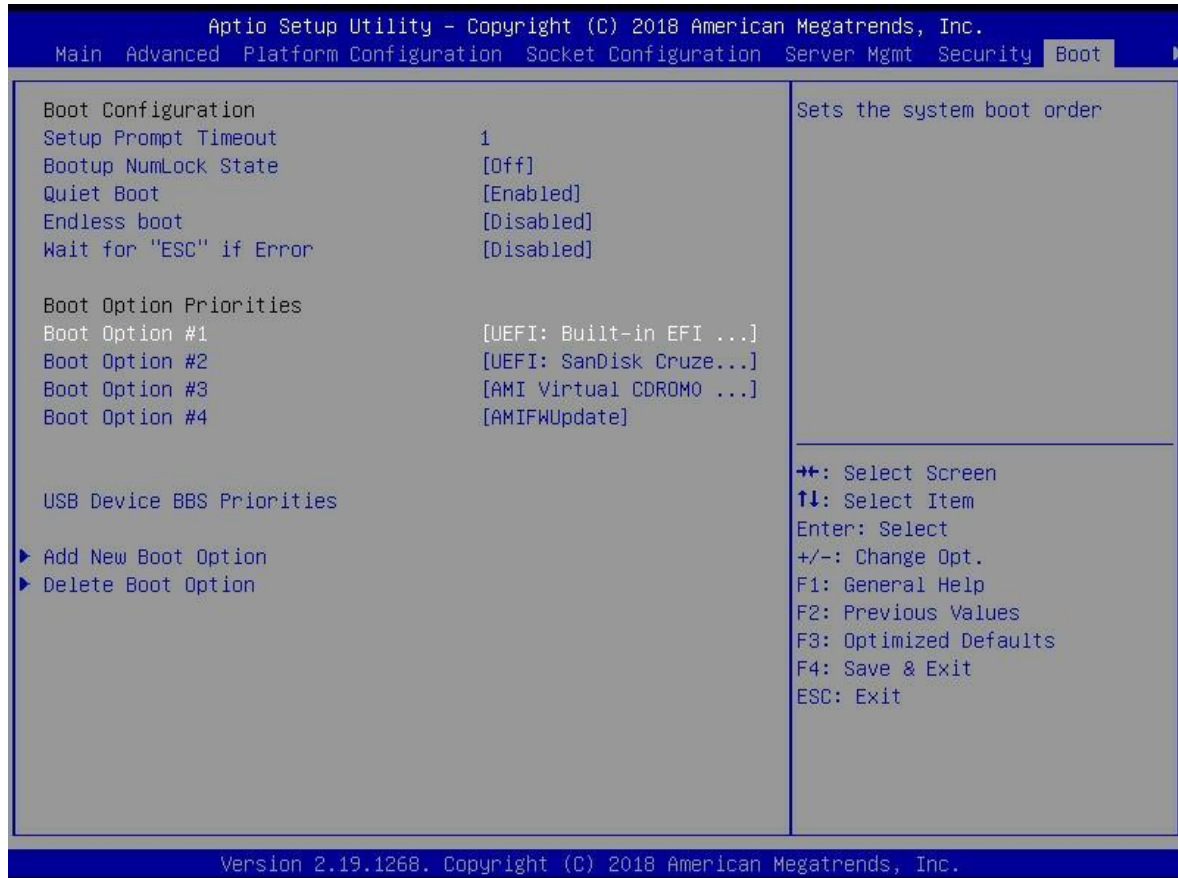 Aptio Setup Utility – Copyright (C) 2018 American Megatrends, Inc.
Main Advanced Platform Configuration Socket Configuration Server Mgmt Security Boot
Boot Configuration
Setup Prompt Timeout 1
Bootup NumLock State [Off]
Quiet Boot [Enabled]
Endless boot [Disabled]
Wait for "ESC" if Error [Disabled]
Boot Option Priorities
Boot Option #1 [UEFI: Built-in EFI ...]
Boot Option #2 [UEFI: SanDisk Cruze...]
Boot Option #3 [AMI Virtual CDROM0 ...]
Boot Option #4 [AMIFWUpdate]
USB Device BBS Priorities
Add New Boot Option
Delete Boot Option
Sets the system boot order
→←: Select Screen
↑↓: Select Item
Enter: Select
+/-: Change Opt.
F1: General Help
F2: Previous Values
F3: Optimized Defaults
F4: Save & Exit
ESC: Exit
Version 2.19.1268. Copyright (C) 2018 American Megatrends, Inc.